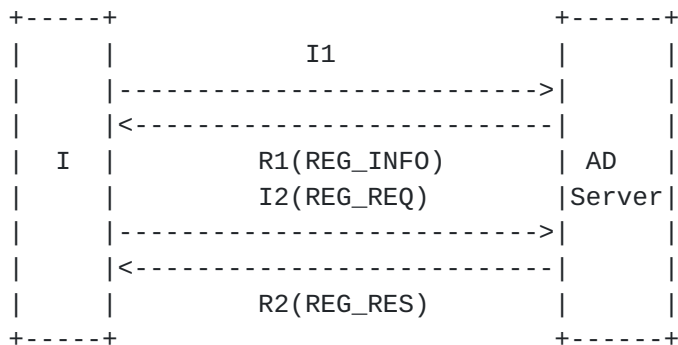 I1
R1(REG_INFO)
I AD
I2(REG_REQ) Server
R2(REG_RES)